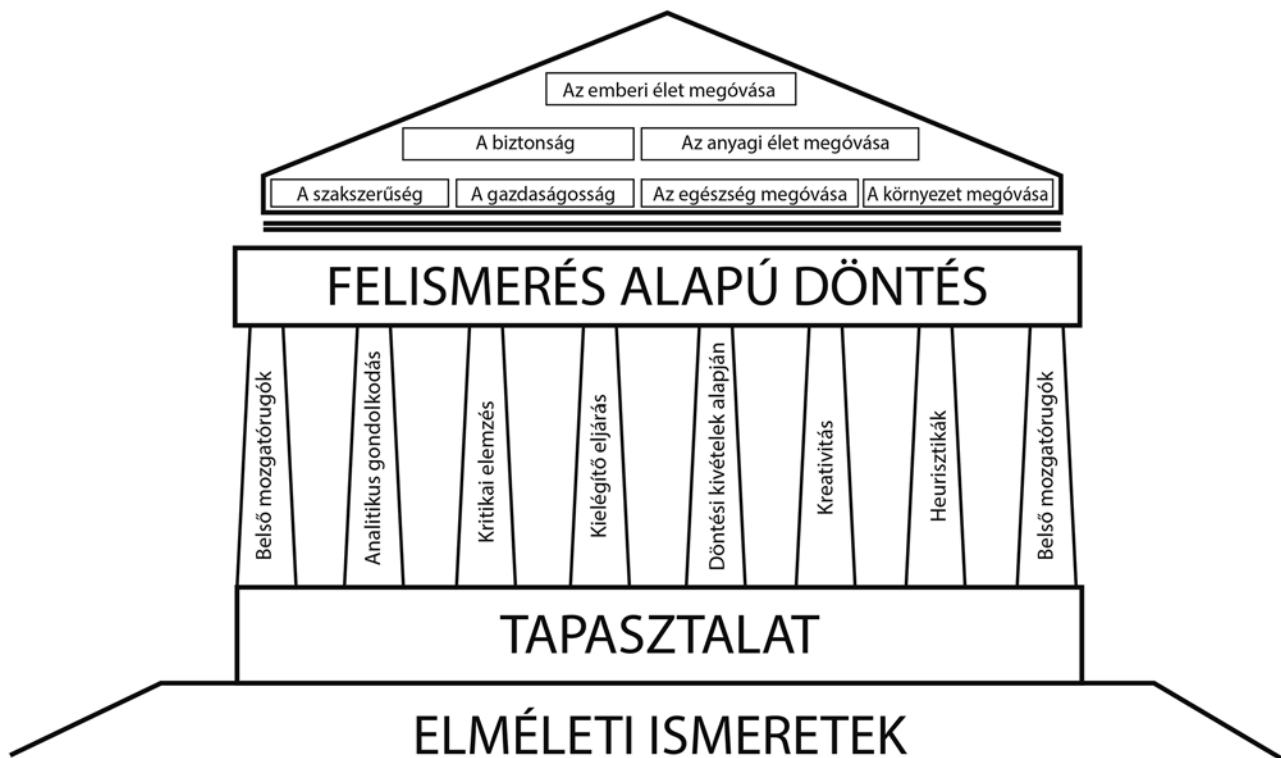 Az emberi élet megóvása
A biztonság
Az anyagi élet megóvása
A szakszerűség
A gazdaságosság
Az egészség megóvása
A környezet megóvása
FELISMERÉS ALAPÚ DÖNTÉS
Belső mozgatórugók
Analitikus gondolkodás
Kritikai elemzés
Kielégítő eljárás
Döntési kivételek alapján
Kreativitás
Heurisztikák
Belső mozgatórugók
TAPASZTALAT
ELMÉLETI ISMERETEK